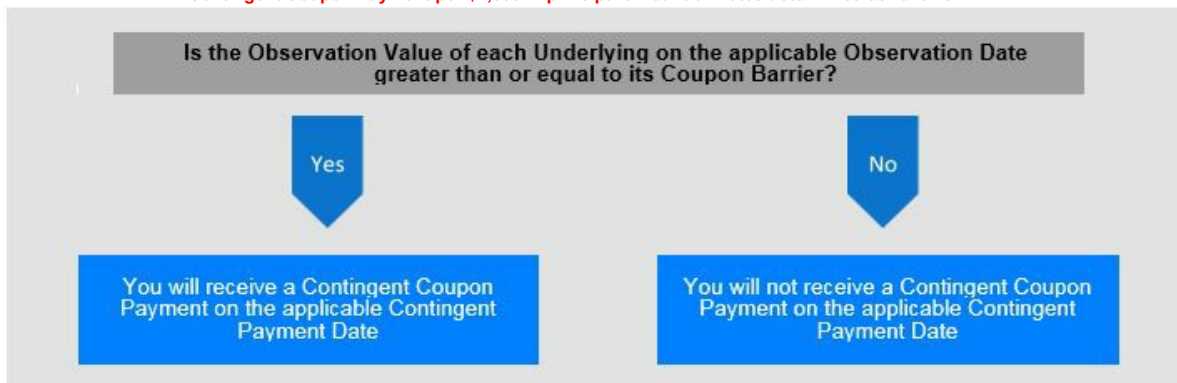 Is the Observation Value of each Underlying on the applicable Observation Date
greater than or equal to its Coupon Barrier?
Yes
No
You will receive a Contingent Coupon
Payment on the applicable Contingent
Payment Date
You will not receive a Contingent Coupon
Payment on the applicable Contingent
Payment Date